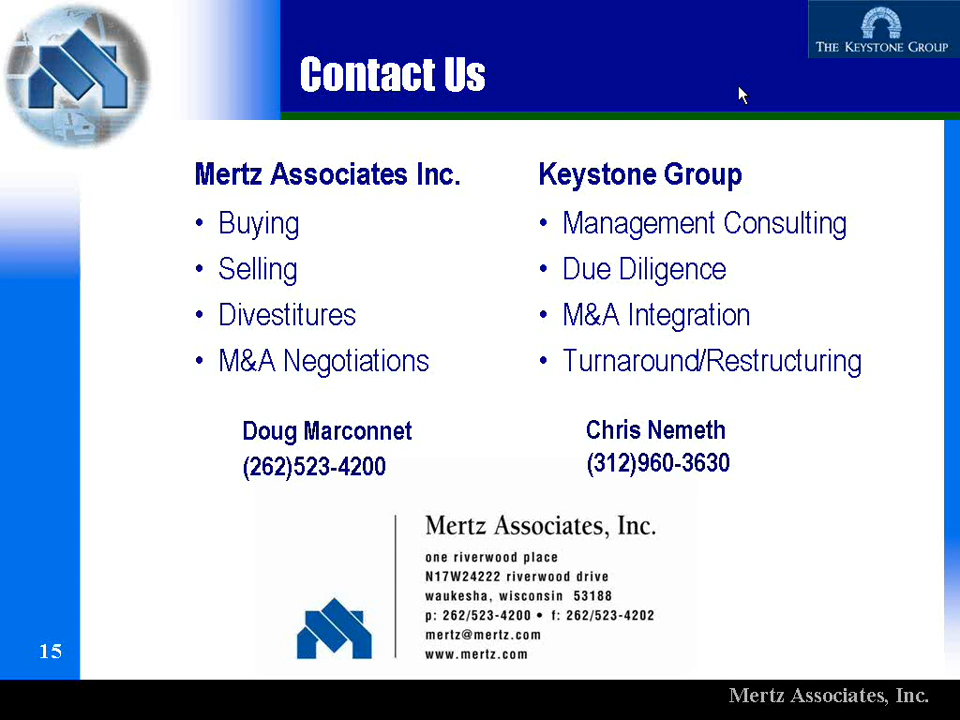 THE KEYSTONE GROUP
Contact Us
Mertz Associates Inc.
• Buying
• Selling
• Divestitures
• M&A Negotiations
Doug Marconnet
(262)523-4200
Keystone Group
• Management Consulting
• Due Diligence
• M&A Integration
• Turnaround/Restructuring
Chris Nemeth
(312)960-3630
Mertz Associates, Inc.
one riverwood place
N17W24222 riverwood drive
waukesha, wisconsin 53188
p: 262/523-4200 • f: 262/523-4202
mertz@mertz.com
www.mertz.com
15
Mertz Associates, Inc.